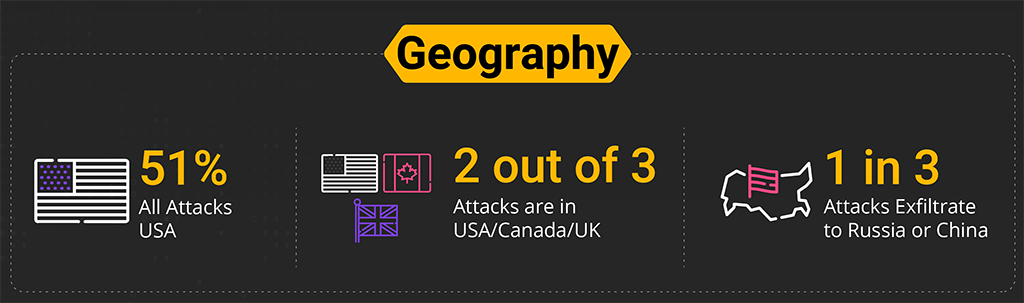 Geography
51%
All Attacks
USA
2 out of 3
Attacks are in
USA/Canada/UK
1 in 3
Attacks Exfiltrate
to Russia or China